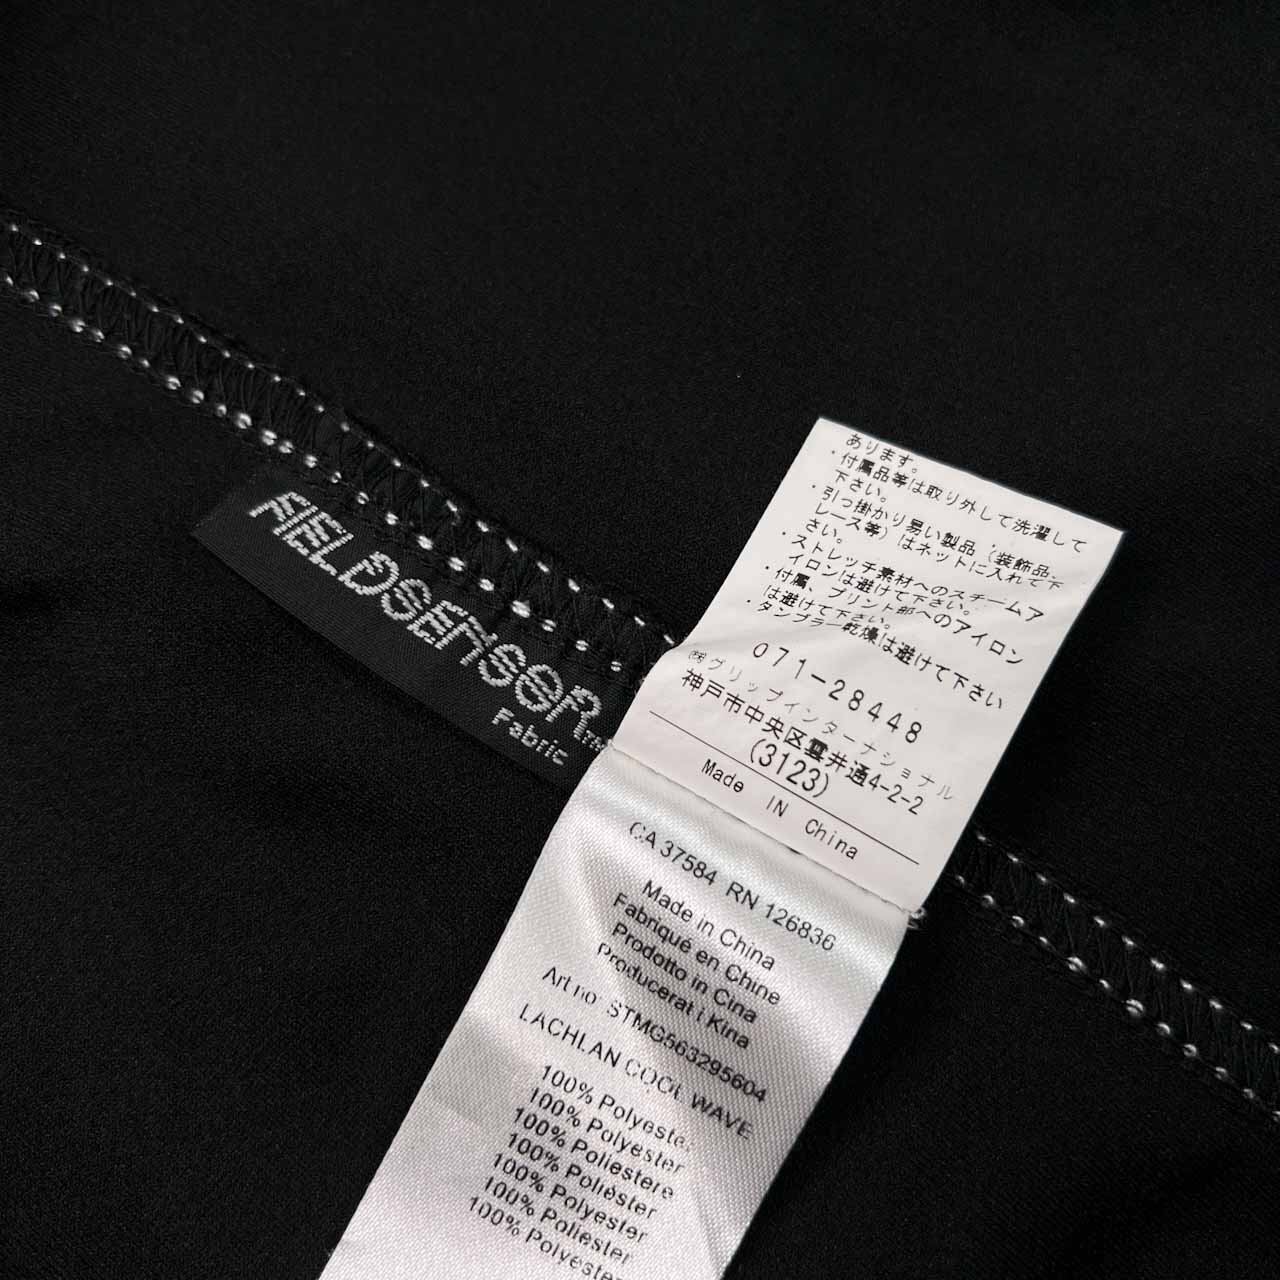 FIELDSENSOR
Fabric
あります。
・付属品等は取り外して洗濯して
下さい。
・引っ掛かり易い製品（装飾品、
レース等）はネットに入れて下
さい。
・ストレッチ素材へのスチームア
イロンは避けて下さい。
・付属、プリント部へのアイロン
は避けて下さい。
・タンブラー乾燥は避けて下さい
071-28448
㈱グリップインターナショナル
神戸市中央区雲井通4-2-2
(3123)
Made IN China
CA 37584 RN 126836
Made in China
Fabriqué en Chine
Prodotto in Cina
Producerat i Kina
Art.no: STMG563295604
LACHLAN COOL WAVE
100% Polyester
100% Polyester
100% Poliestere
100% Poliéster
100% Polyester
100% Poliester
100% Polyester